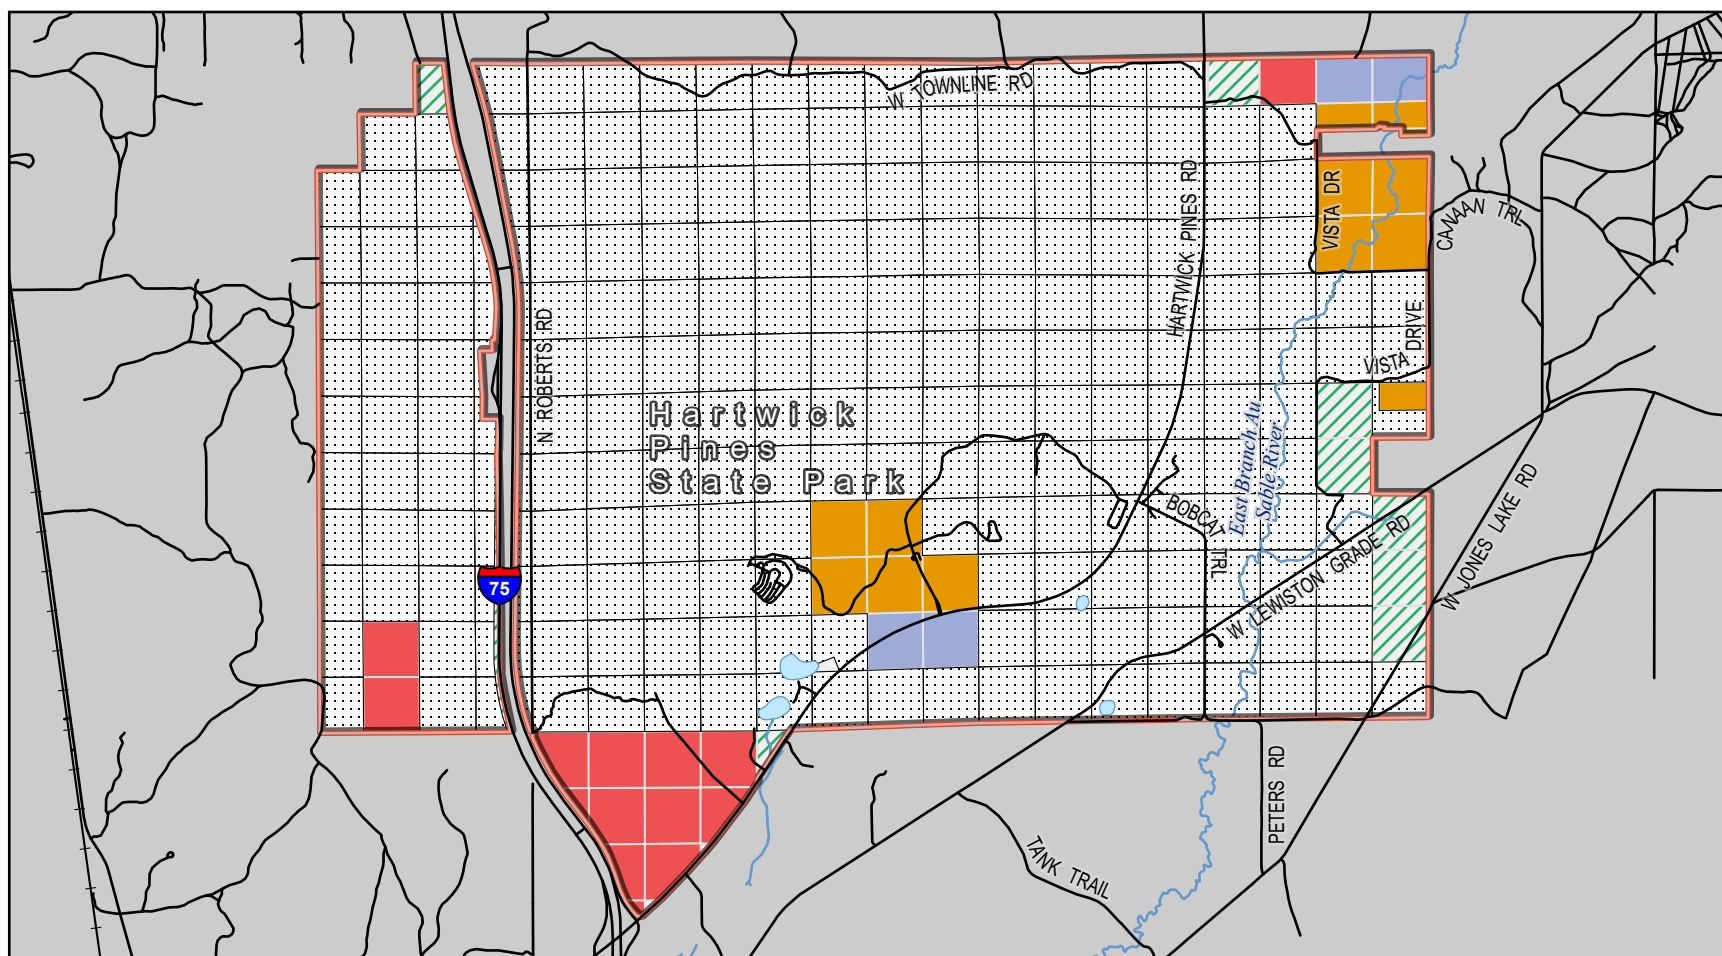 W TOWNLINE RD
HARTWICK PINES RD
VISTA DR
CANAAN TRL
N ROBERTS RD
VISTA DRIVE
Hartwick
Pines
State Park
East Branch Au
Sable River
BOBCAT TRL
W LEWISTON GRADE RD
W JONES LAKE RD
75
PETERS RD
TANK TRAIL